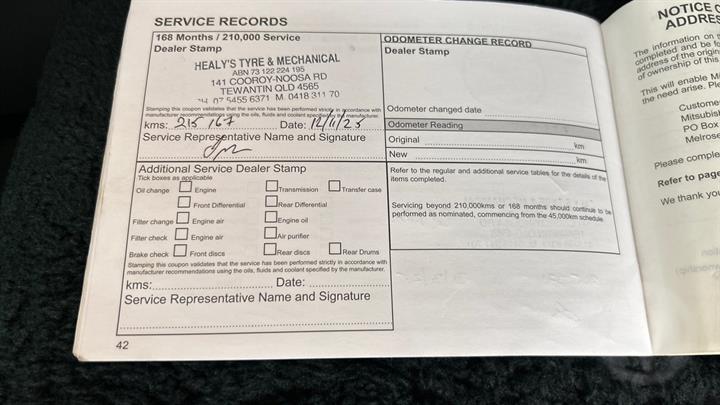 SERVICE RECORDS
168 Months / 210,000 Service
Dealer Stamp
HEALY'S TYRE & MECHANICAL
ABN 73 122 224 195
141 COOROY-NOOSA RD
TEWANTIN QLD 4565
07 5455 6371 M. 0418 311 70
Stamping this coupon validates that the service has been performed strictly in accordance with
manufacturer recommendations using the oils, fluids and coolant specified by the manufacturer.
kms: 215 167 Date: 12/11/25
Service Representative Name and Signature
Additional Service Dealer Stamp
Tick boxes as applicable
Oil change Engine Transmission Transfer case
Front Differential Rear Differential
Filter change Engine air Engine oil
Filter check Engine air Air purifier
Brake check Front discs Rear discs Rear Drums
Stamping this coupon validates that the service has been performed strictly in accordance with
manufacturer recommendations using the oils, fluids and coolant specified by the manufacturer.
kms: Date:
Service Representative Name and Signature
42
ODOMETER CHANGE RECORD
Dealer Stamp
Odometer changed date
Odometer Reading
Original km
New km
Refer to the regular and additional service tables for the details of the
items completed.
Servicing beyond 210,000kms or 168 months should continue to be
performed as nominated, commencing from the 45,000km schedule.
NOTICE
ADDRES
The information on
completed and be
address of the origin
of ownership of this
This will enable M
the need arise. Ple
Custome
Mitsubis
PO Box
Melrose
Please comple
Refer to page
We thank you